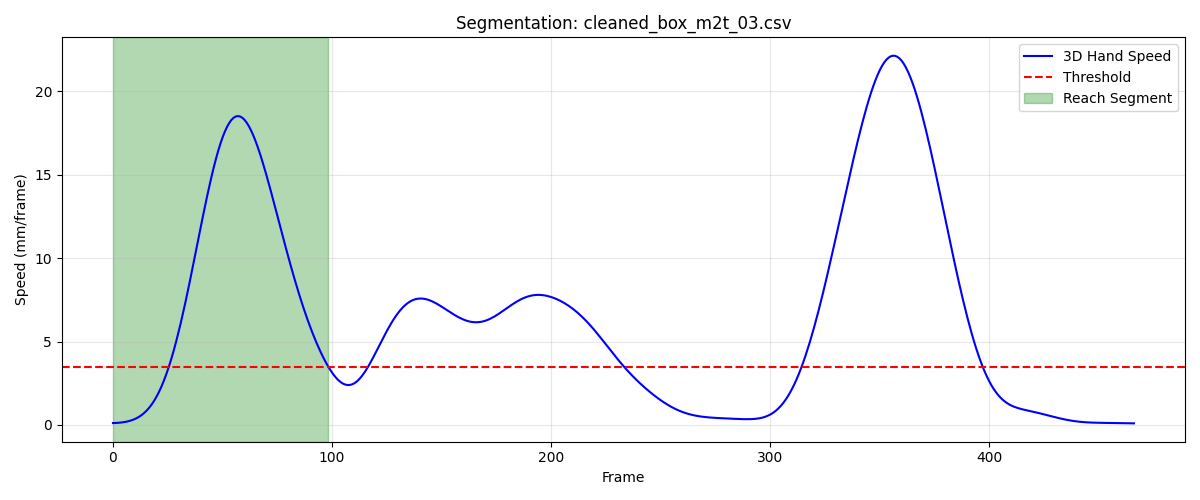 Segmentation: cleaned_box_m2t_03.csv
3D Hand Speed
Threshold
Reach Segment
Speed (mm/frame)
20
15
10
5
0
0 100 200 300 400
Frame